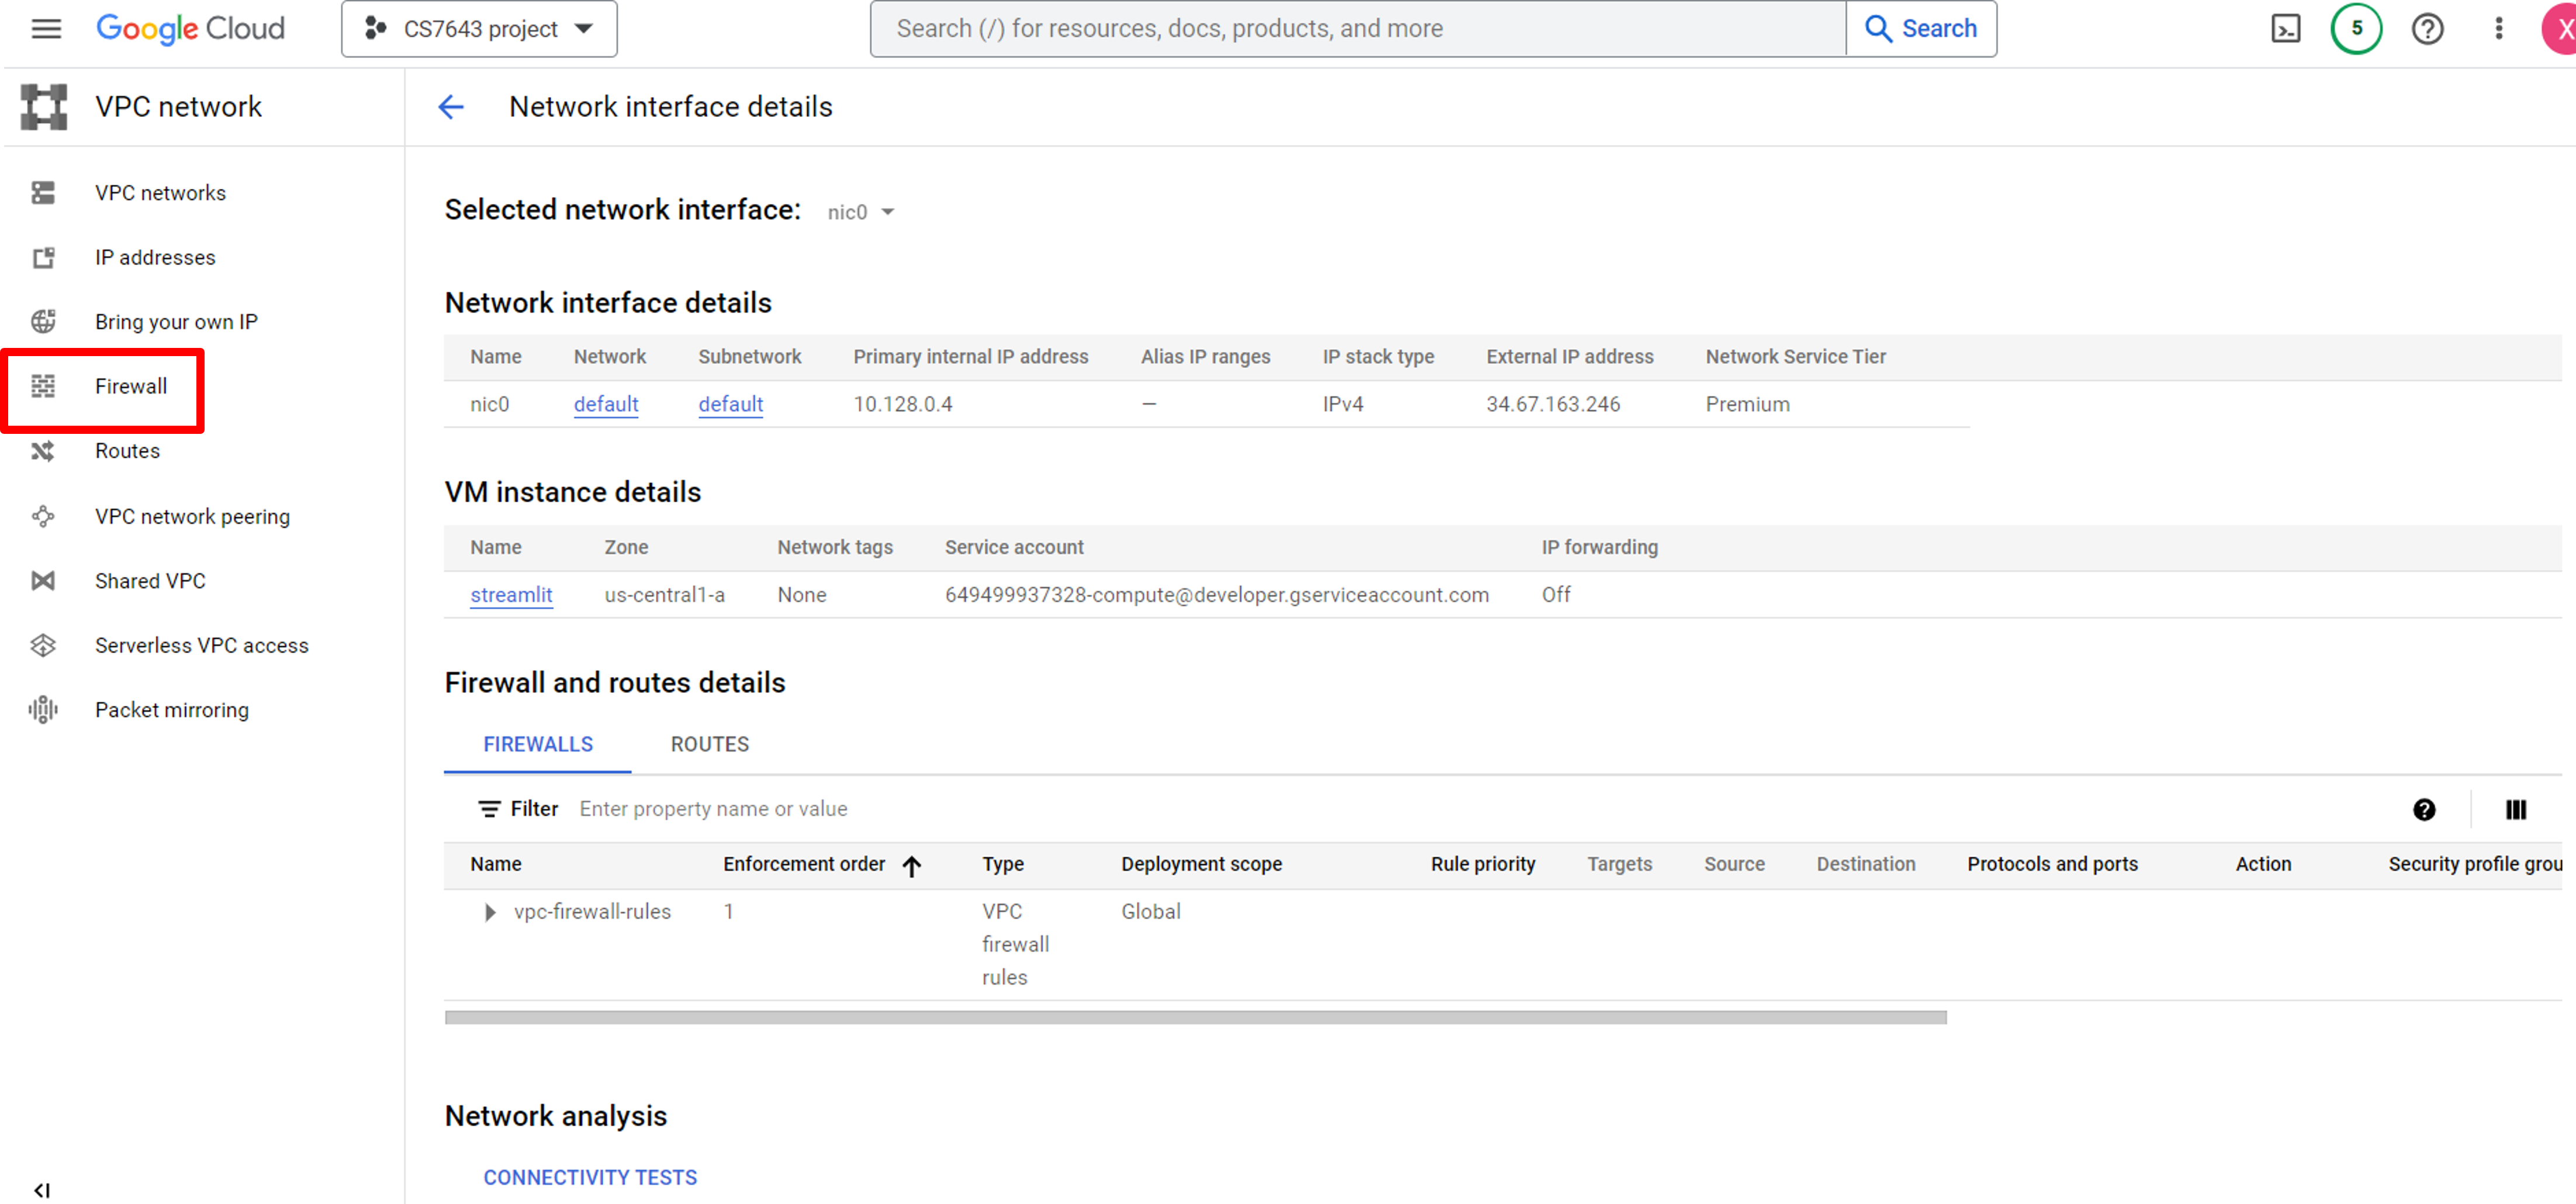 Google Cloud
CS7643 project
Search (/) for resources, docs, products, and more
Search
5
X
VPC network
Network interface details
VPC networks
IP addresses
Bring your own IP
Firewall
Routes
VPC network peering
Shared VPC
Serverless VPC access
Packet mirroring
Selected network interface: nic0
Network interface details
Name Network Subnetwork Primary internal IP address Alias IP ranges IP stack type External IP address Network Service Tier
nic0 default default 10.128.0.4 — IPv4 34.67.163.246 Premium
VM instance details
Name Zone Network tags Service account IP forwarding
streamlit us-central1-a None 649499937328-compute@developer.gserviceaccount.com Off
Firewall and routes details
FIREWALLS ROUTES
Filter Enter property name or value
Name Enforcement order Type Deployment scope Rule priority Targets Source Destination Protocols and ports Action Security profile grou
vpc-firewall-rules 1 VPC Global
firewall
rules
Network analysis
CONNECTIVITY TESTS